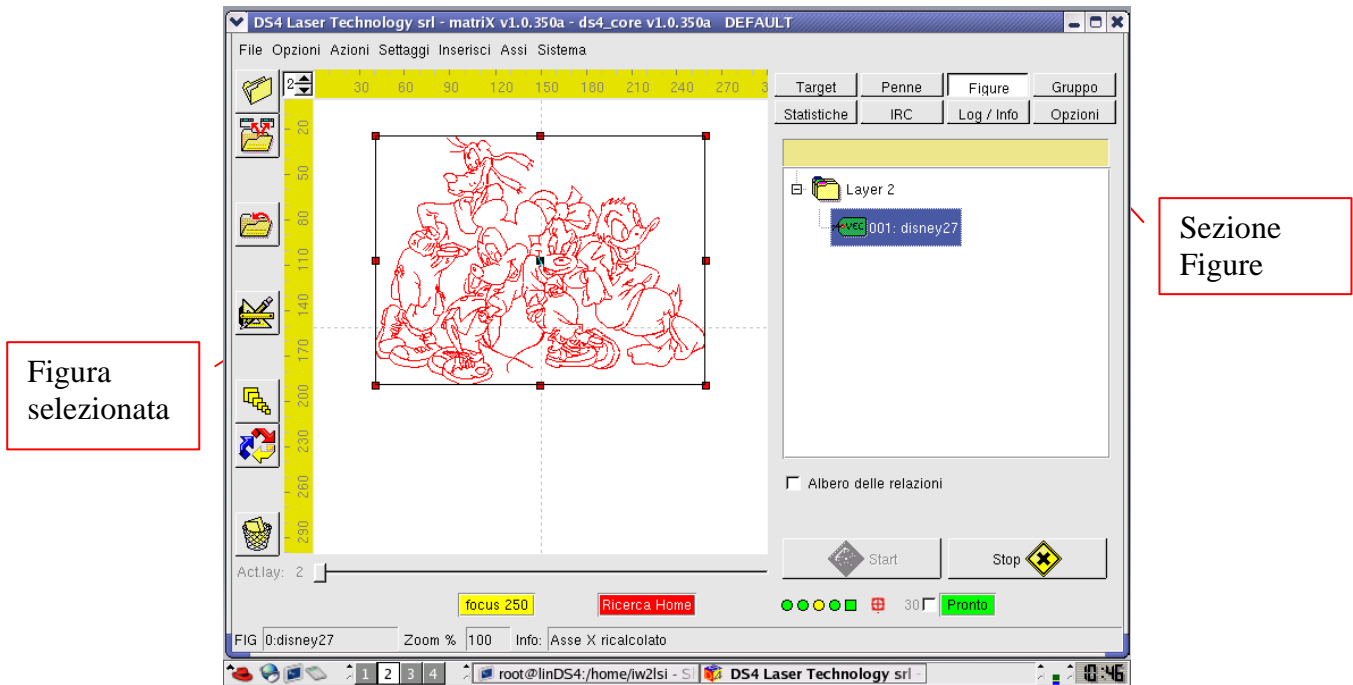 DS4 Laser Technology srl - matriX v1.0.350a - ds4_core v1.0.350a DEFAULT
File Opzioni Azioni Settaggi Inserisci Assi Sistema
2
30 60 90 120 150 180 210 240 270 3
Target Penne Figure Gruppo
Statistiche IRC Log / Info Opzioni
20
50
80
110
140
170
200
230
260
290
Layer 2
001: disney27
Sezione
Figure
Figura
selezionata
Albero delle relazioni
Start Stop
Act.lay: 2
focus 250 Ricerca Home 30 Pronto
FIG 0:disney27 Zoom % 100 Info: Asse X ricalcolato
1 2 3 4 root@linDS4:/home/iw2lsi - S DS4 Laser Technology srl - 10:46